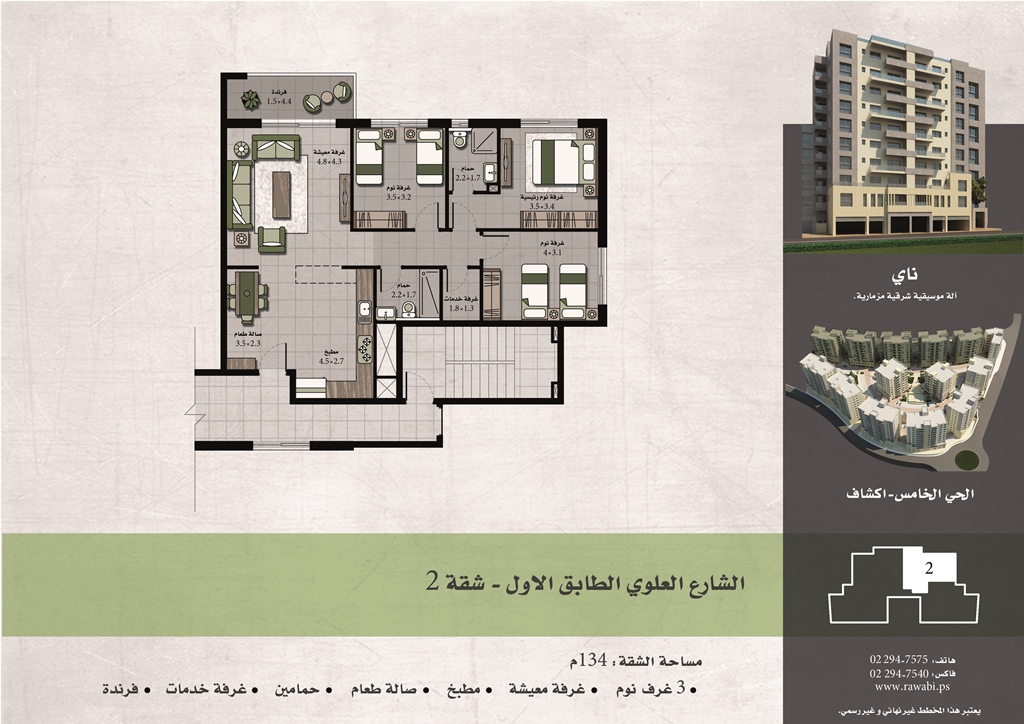 فرندة
1.5×4.4
غرفة معيشة
4.8×4.3
غرفة نوم
3.5×3.2
حمام
2.2×1.7
غرفة نوم رئيسية
3.5×3.4
غرفة نوم
4×3.1
حمام
2.2×1.7
غرفة خدمات
1.8×1.3
صالة طعام
3.5×2.3
مطبخ
4.5×2.7
ناي
آلة موسيقية شرقية مزمارية.
الحي الخامس-اكشاف
2
الشارع العلوي الطابق الاول - شقة 2
مساحة الشقة: 134م
• 3 غرف نوم • غرفة معيشة • مطبخ • صالة طعام • حمامين • غرفة خدمات • فرندة
هاتف: 02 294-7575
فاكس: 02 294-7540
www.rawabi.ps
يعتبر هذا المخطط غير نهائي و غير رسمي.